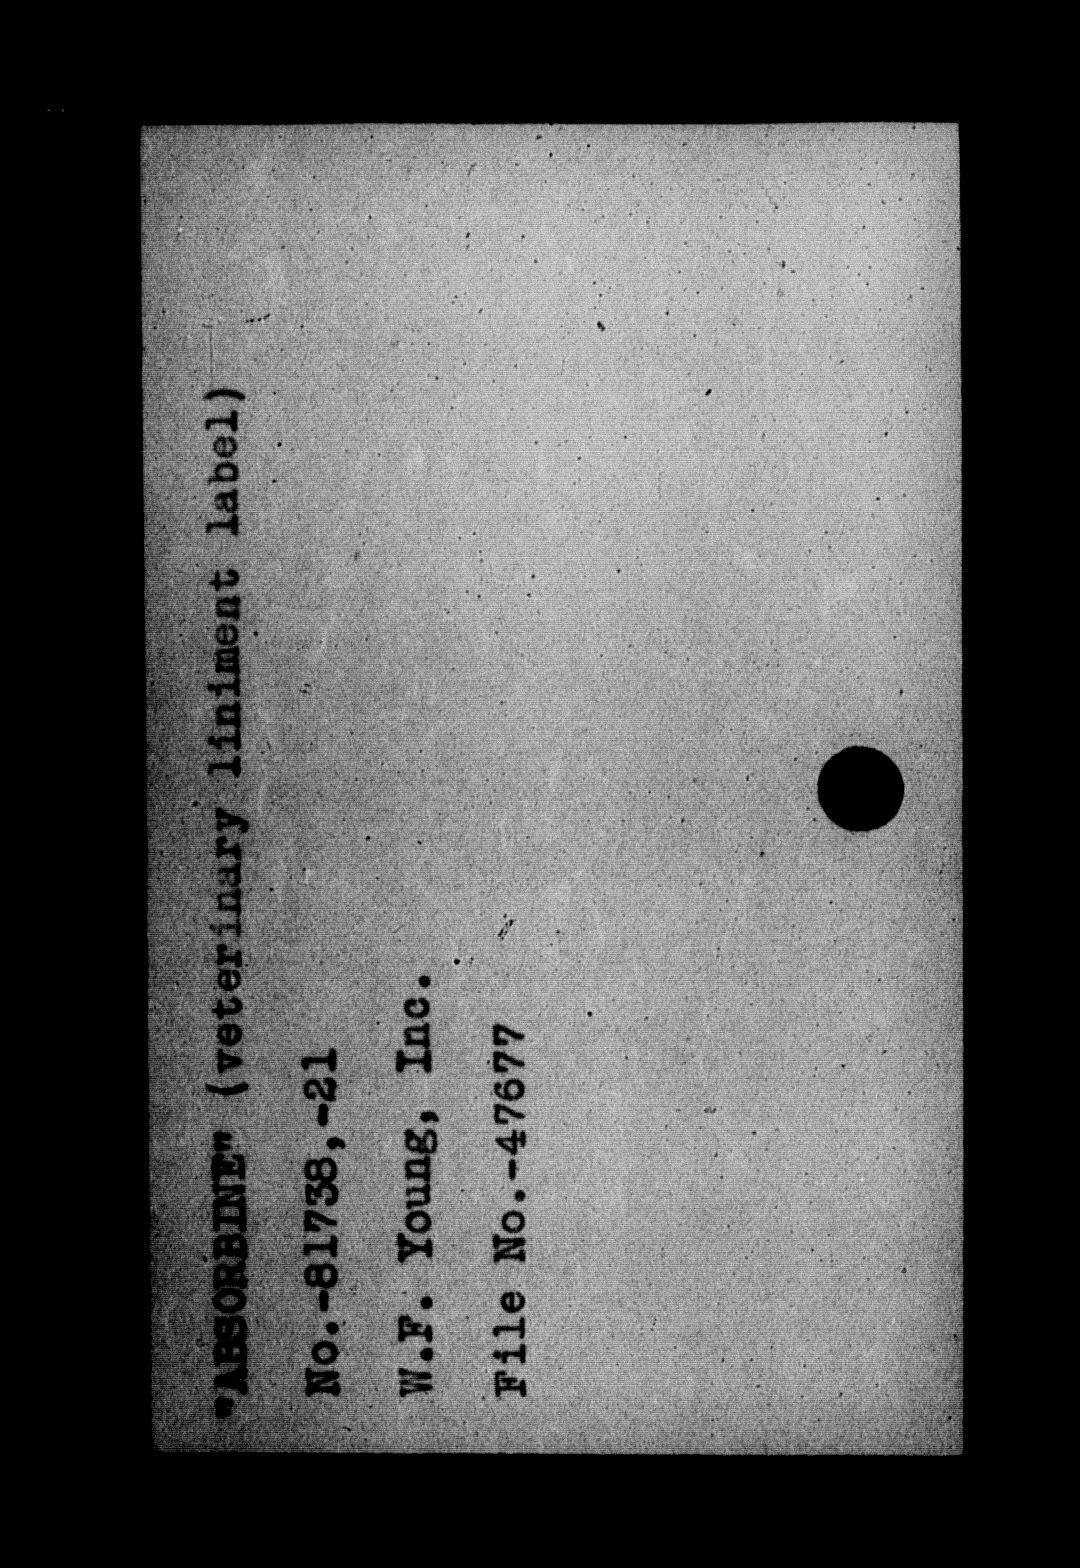 "ABSORBINE" (veterinary liniment label)
No.-81738,-21
W.F. Young, Inc.
File No.-47677